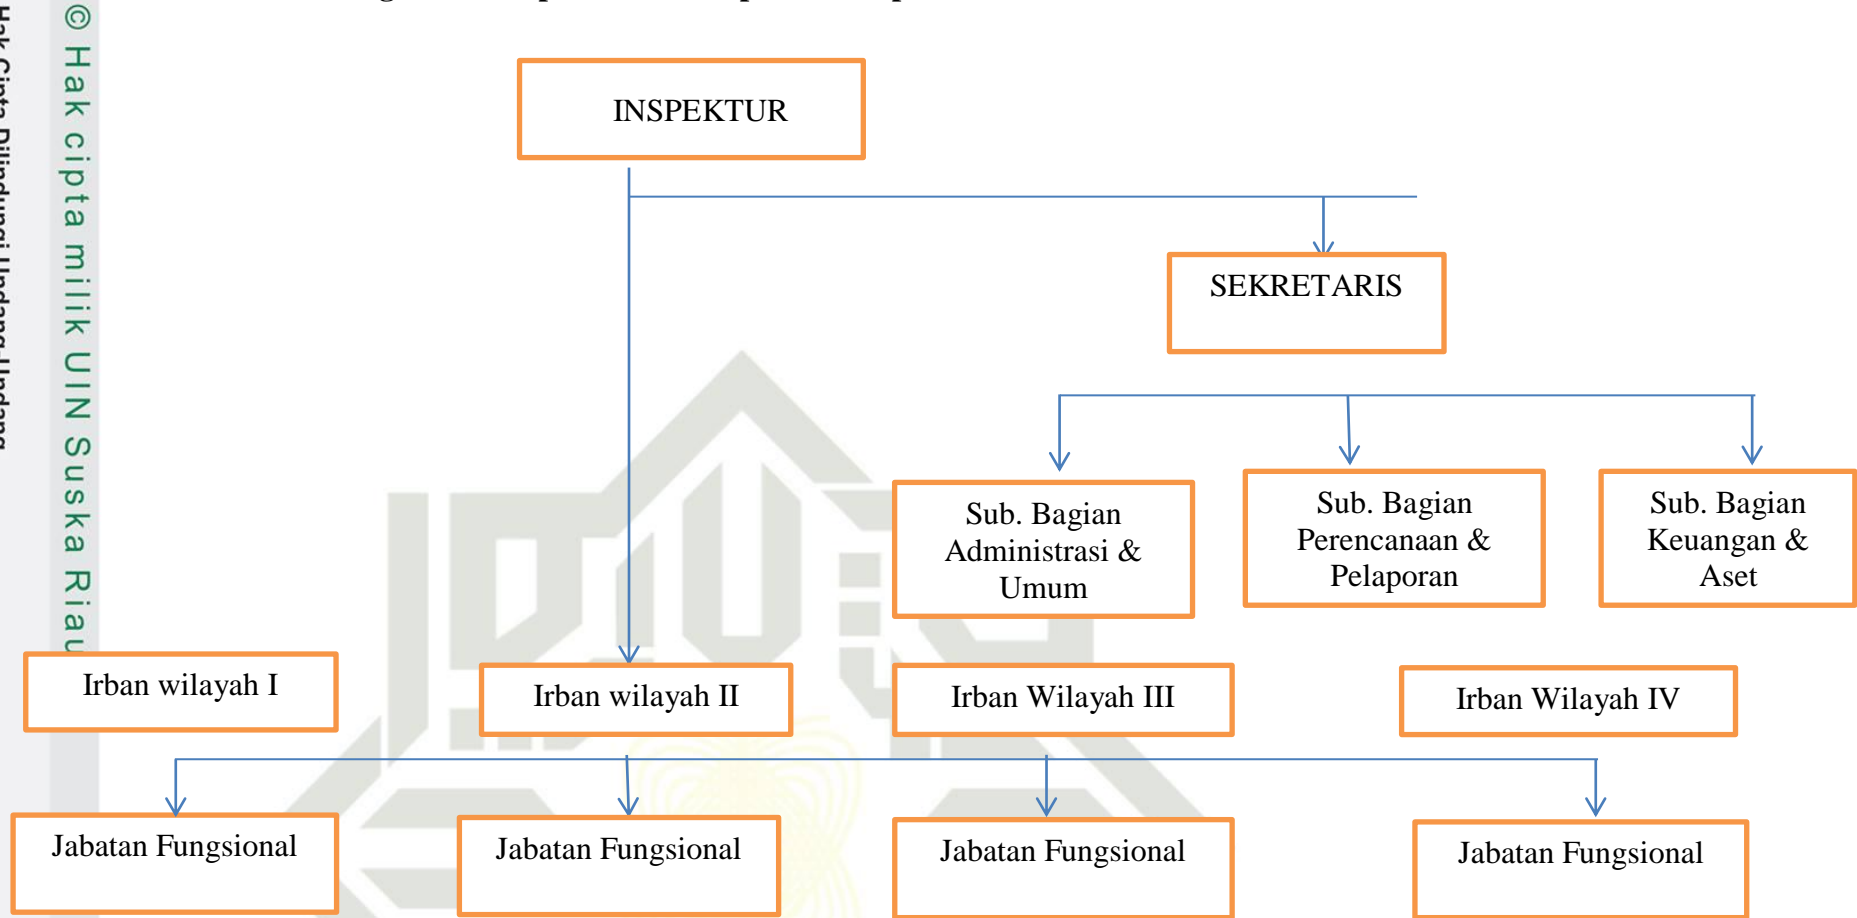 © Hak cipta milik UIN Suska Riau
INSPEKTUR
SEKRETARIS
Sub. Bagian
Administrasi &
Umum
Sub. Bagian
Perencanaan &
Pelaporan
Sub. Bagian
Keuangan &
Aset
Irban wilayah I
Irban wilayah II
Irban Wilayah III
Irban Wilayah IV
Jabatan Fungsional
Jabatan Fungsional
Jabatan Fungsional
Jabatan Fungsional